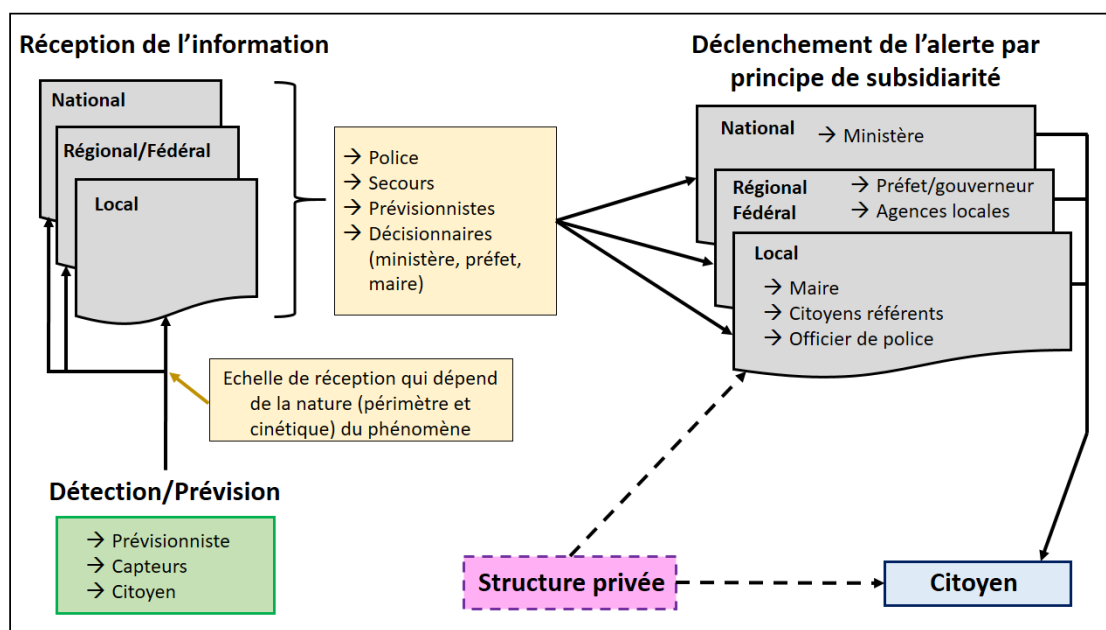 Réception de l’information
National
Régional/Fédéral
Local
→ Police
→ Secours
→ Prévisionnistes
→ Décisionnaires
(ministère, préfet,
maire)
Déclenchement de l’alerte par
principe de subsidiarité
National → Ministère
Régional → Préfet/gouverneur
Fédéral → Agences locales
Local
→ Maire
→ Citoyens référents
→ Officier de police
Echelle de réception qui dépend
de la nature (périmètre et
cinétique) du phénomène
Détection/Prévision
→ Prévisionniste
→ Capteurs
→ Citoyen
Structure privée
Citoyen